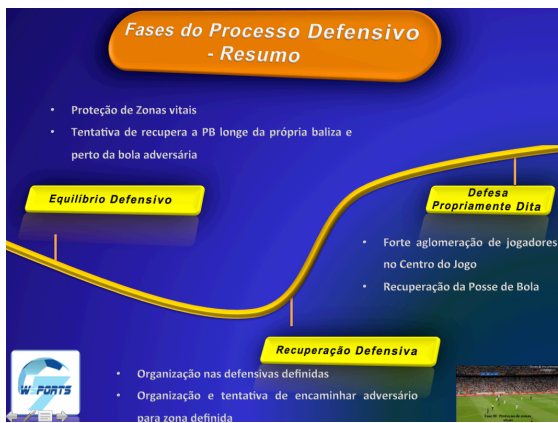 Fases do Processo Defensivo
- Resumo
• Proteção de Zonas vitais
• Tentativa de recupera a PB longe da própria baliza e
perto da bola adversária
Equilíbrio Defensivo
Defesa
Propriamente Dita
• Forte aglomeração de jogadores
no Centro do Jogo
• Recuperação da Posse de Bola
Recuperação Defensiva
• Organização nas defensivas definidas
• Organização e tentativa de encaminhar adversário
para zona definida